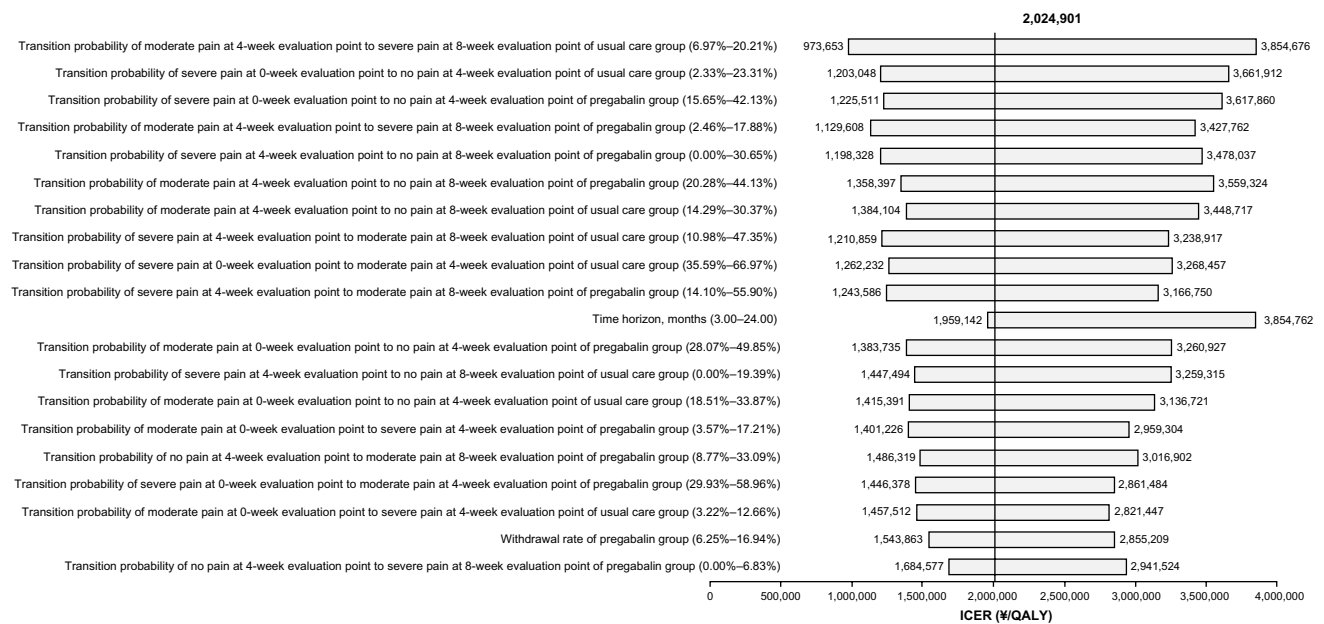 2,024,901
Transition probability of moderate pain at 4-week evaluation point to severe pain at 8-week evaluation point of usual care group (6.97%–20.21%) 973,653 3,854,676
Transition probability of severe pain at 0-week evaluation point to no pain at 4-week evaluation point of usual care group (2.33%–23.31%) 1,203,048 3,661,912
Transition probability of severe pain at 0-week evaluation point to no pain at 4-week evaluation point of pregabalin group (15.65%–42.13%) 1,225,511 3,617,860
Transition probability of moderate pain at 4-week evaluation point to severe pain at 8-week evaluation point of pregabalin group (2.46%–17.88%) 1,129,608 3,427,762
Transition probability of severe pain at 4-week evaluation point to no pain at 8-week evaluation point of pregabalin group (0.00%–30.65%) 1,198,328 3,478,037
Transition probability of moderate pain at 4-week evaluation point to no pain at 8-week evaluation point of pregabalin group (20.28%–44.13%) 1,358,397 3,559,324
Transition probability of moderate pain at 4-week evaluation point to no pain at 8-week evaluation point of usual care group (14.29%–30.37%) 1,384,104 3,448,717
Transition probability of severe pain at 4-week evaluation point to moderate pain at 8-week evaluation point of usual care group (10.98%–47.35%) 1,210,859 3,238,917
Transition probability of severe pain at 0-week evaluation point to moderate pain at 4-week evaluation point of usual care group (35.59%–66.97%) 1,262,232 3,268,457
Transition probability of severe pain at 4-week evaluation point to moderate pain at 8-week evaluation point of pregabalin group (14.10%–55.90%) 1,243,586 3,166,750
Time horizon, months (3.00–24.00) 1,959,142 3,854,762
Transition probability of moderate pain at 0-week evaluation point to no pain at 4-week evaluation point of pregabalin group (28.07%–49.85%) 1,383,735 3,260,927
Transition probability of severe pain at 4-week evaluation point to no pain at 8-week evaluation point of usual care group (0.00%–19.39%) 1,447,494 3,259,315
Transition probability of moderate pain at 0-week evaluation point to no pain at 4-week evaluation point of usual care group (18.51%–33.87%) 1,415,391 3,136,721
Transition probability of moderate pain at 0-week evaluation point to severe pain at 4-week evaluation point of pregabalin group (3.57%–17.21%) 1,401,226 2,959,304
Transition probability of no pain at 4-week evaluation point to moderate pain at 8-week evaluation point of pregabalin group (8.77%–33.09%) 1,486,319 3,016,902
Transition probability of severe pain at 0-week evaluation point to moderate pain at 4-week evaluation point of pregabalin group (29.93%–58.96%) 1,446,378 2,861,484
Transition probability of moderate pain at 0-week evaluation point to severe pain at 4-week evaluation point of usual care group (3.22%–12.66%) 1,457,512 2,821,447
Withdrawal rate of pregabalin group (6.25%–16.94%) 1,543,863 2,855,209
Transition probability of no pain at 4-week evaluation point to severe pain at 8-week evaluation point of pregabalin group (0.00%–6.83%) 1,684,577 2,941,524
0 500,000 1,000,000 1,500,000 2,000,000 2,500,000 3,000,000 3,500,000 4,000,000
ICER (¥/QALY)